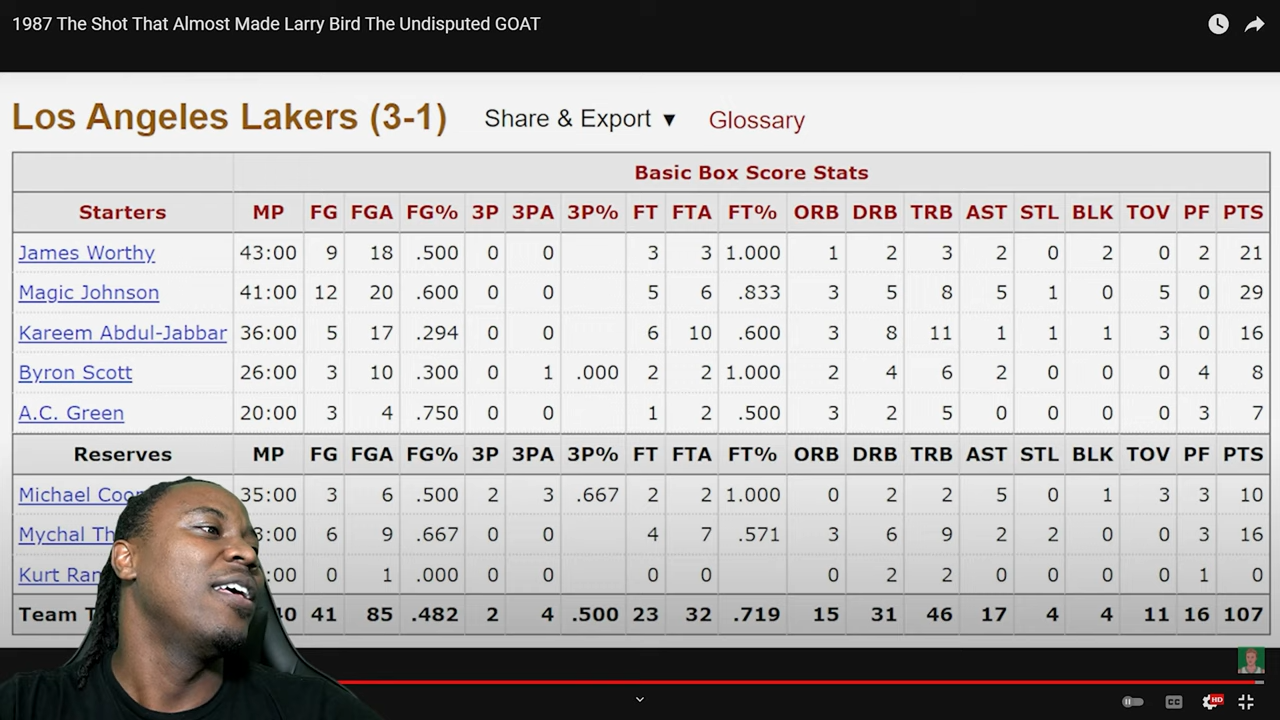 1987 The Shot That Almost Made Larry Bird The Undisputed GOAT
Los Angeles Lakers (3-1) Share & Export ▼ Glossary
Basic Box Score Stats
Starters MP FG FGA FG% 3P 3PA 3P% FT FTA FT% ORB DRB TRB AST STL BLK TOV PF PTS
James Worthy 43:00 9 18 .500 0 0 3 3 1.000 1 2 3 2 0 2 0 2 21
Magic Johnson 41:00 12 20 .600 0 0 5 6 .833 3 5 8 5 1 0 5 0 29
Kareem Abdul-Jabbar 36:00 5 17 .294 0 0 6 10 .600 3 8 11 1 1 1 3 0 16
Byron Scott 26:00 3 10 .300 0 1 .000 2 2 1.000 2 4 6 2 0 0 0 4 8
A.C. Green 20:00 3 4 .750 0 0 1 2 .500 3 2 5 0 0 0 0 3 7
Reserves MP FG FGA FG% 3P 3PA 3P% FT FTA FT% ORB DRB TRB AST STL BLK TOV PF PTS
Michael 35:00 3 6 .500 2 3 .667 2 2 1.000 0 2 2 5 0 1 3 3 10
Mychal 6 9 .667 0 0 4 7 .571 3 6 9 2 2 0 0 3 16
Kurt :00 0 1 .000 0 0 0 0 0 2 2 0 0 0 0 1 0
Team 41 85 .482 2 4 .500 23 32 .719 15 31 46 17 4 4 11 16 107
CC HD